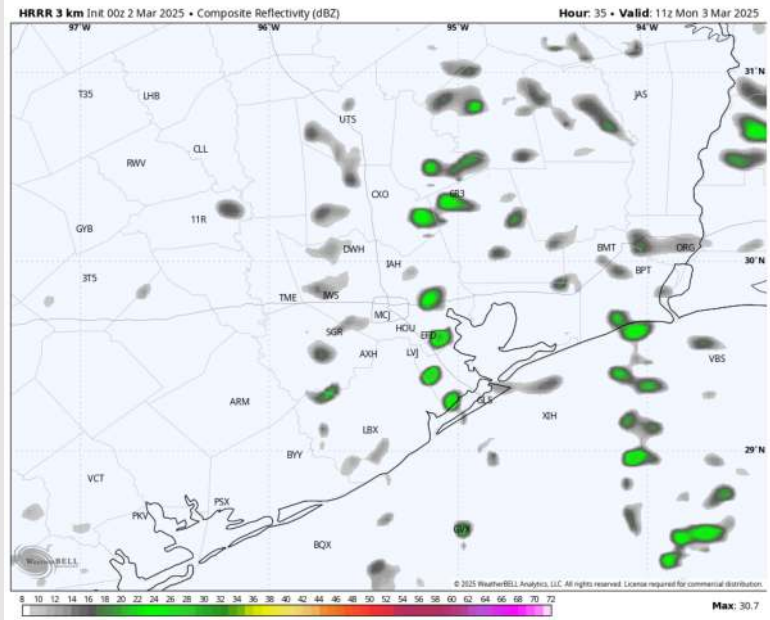 HRRR 3 km Init 00z 2 Mar 2025 • Composite Reflectivity (dBZ) Hour: 35 • Valid: 11z Mon 3 Mar 2025
97°W 96°W 95°W 94°W
31°N
T35 LHB JAS
UTS
CLL
RWV
CXO 6R3
11R
GYB
DWH BMT ORG
30°N
IAH BPT
3T5
TME IWS
MCJ
SGR HOU EFD
AXH LVJ VBS
ARM GLS
XIH
LBX
29°N
BYY
VCT
PSX
PKV
GVX
BQX
WeatherBELL
© 2025 WeatherBELL Analytics, LLC. All rights reserved. License required for commercial distribution.
8 10 12 14 16 18 20 22 24 26 28 30 32 34 36 38 40 42 44 46 48 50 52 54 56 58 60 62 64 66 68 70 72 Max: 30.7